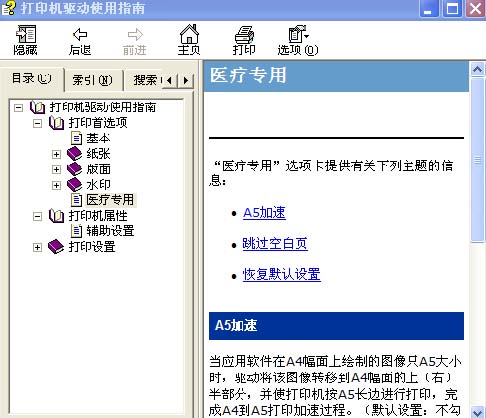 打印机驱动使用指南
隐藏 后退 前进 主页 打印 选项(O)
目录(C) 索引(N) 搜索
打印机驱动使用指南
打印首选项
基本
纸张
版面
水印
医疗专用
打印机属性
辅助设置
打印设置
医疗专用
“医疗专用”选项卡提供有关下列主题的信
息：
A5加速
跳过空白页
恢复默认设置
A5加速
当应用软件在A4幅面上绘制的图像只A5大小
时，驱动将该图像转移到A4幅面的上（右）
半部分，并使打印机按A5长边进行打印，完
成A4到A5打印加速过程。（默认设置：不勾